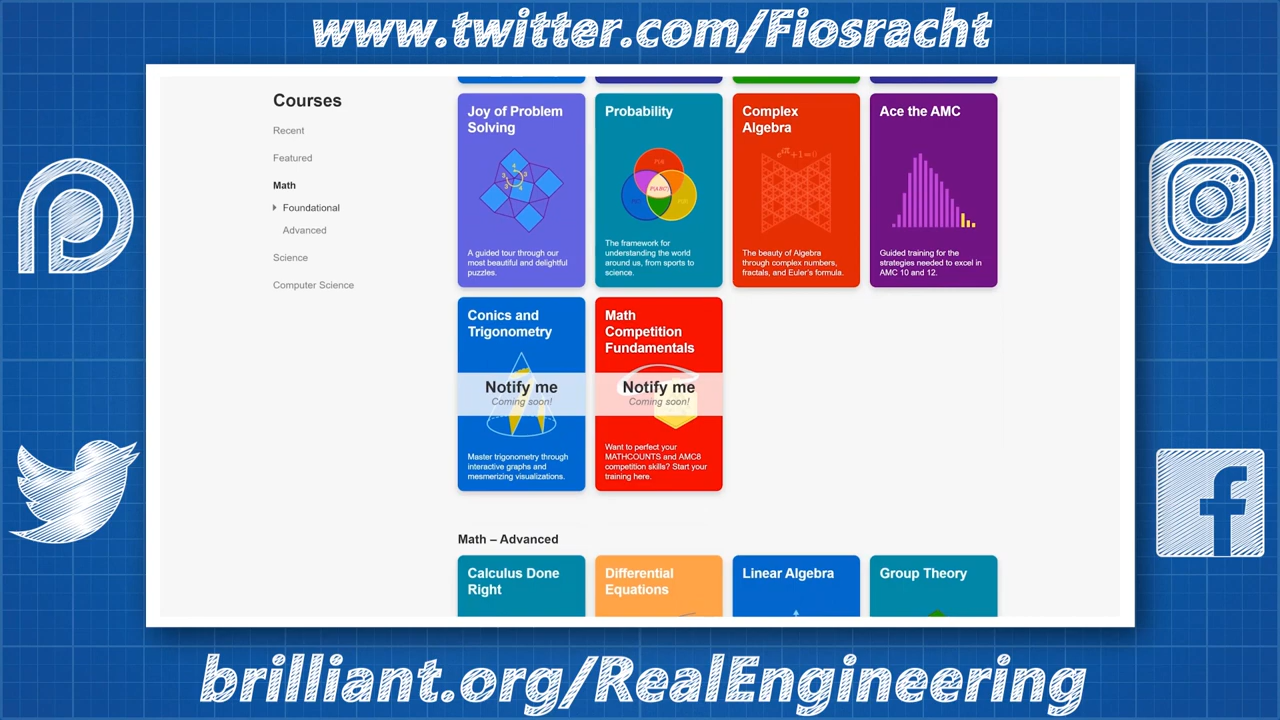 www.twitter.com/Fiosracht
Courses
Recent
Featured
Math
Foundational
Advanced
Science
Computer Science
Joy of Problem
Solving
A guided tour through our
most beautiful and delightful
puzzles.
Probability
The framework for
understanding the world
around us, from sports to
science.
Complex
Algebra
The beauty of Algebra
through complex numbers,
fractals, and Euler's formula.
Ace the AMC
Guided training for the
strategies needed to excel in
AMC 10 and 12.
Conics and
Trigonometry
Notify me
Coming soon!
Master trigonometry through
interactive graphs and
mesmerizing visualizations.
Math
Competition
Fundamentals
Notify me
Coming soon!
Want to perfect your
MATHCOUNTS and AMC8
competition skills? Start your
training here.
Math – Advanced
Calculus Done
Right
Differential
Equations
Linear Algebra
Group Theory
brilliant.org/RealEngineering